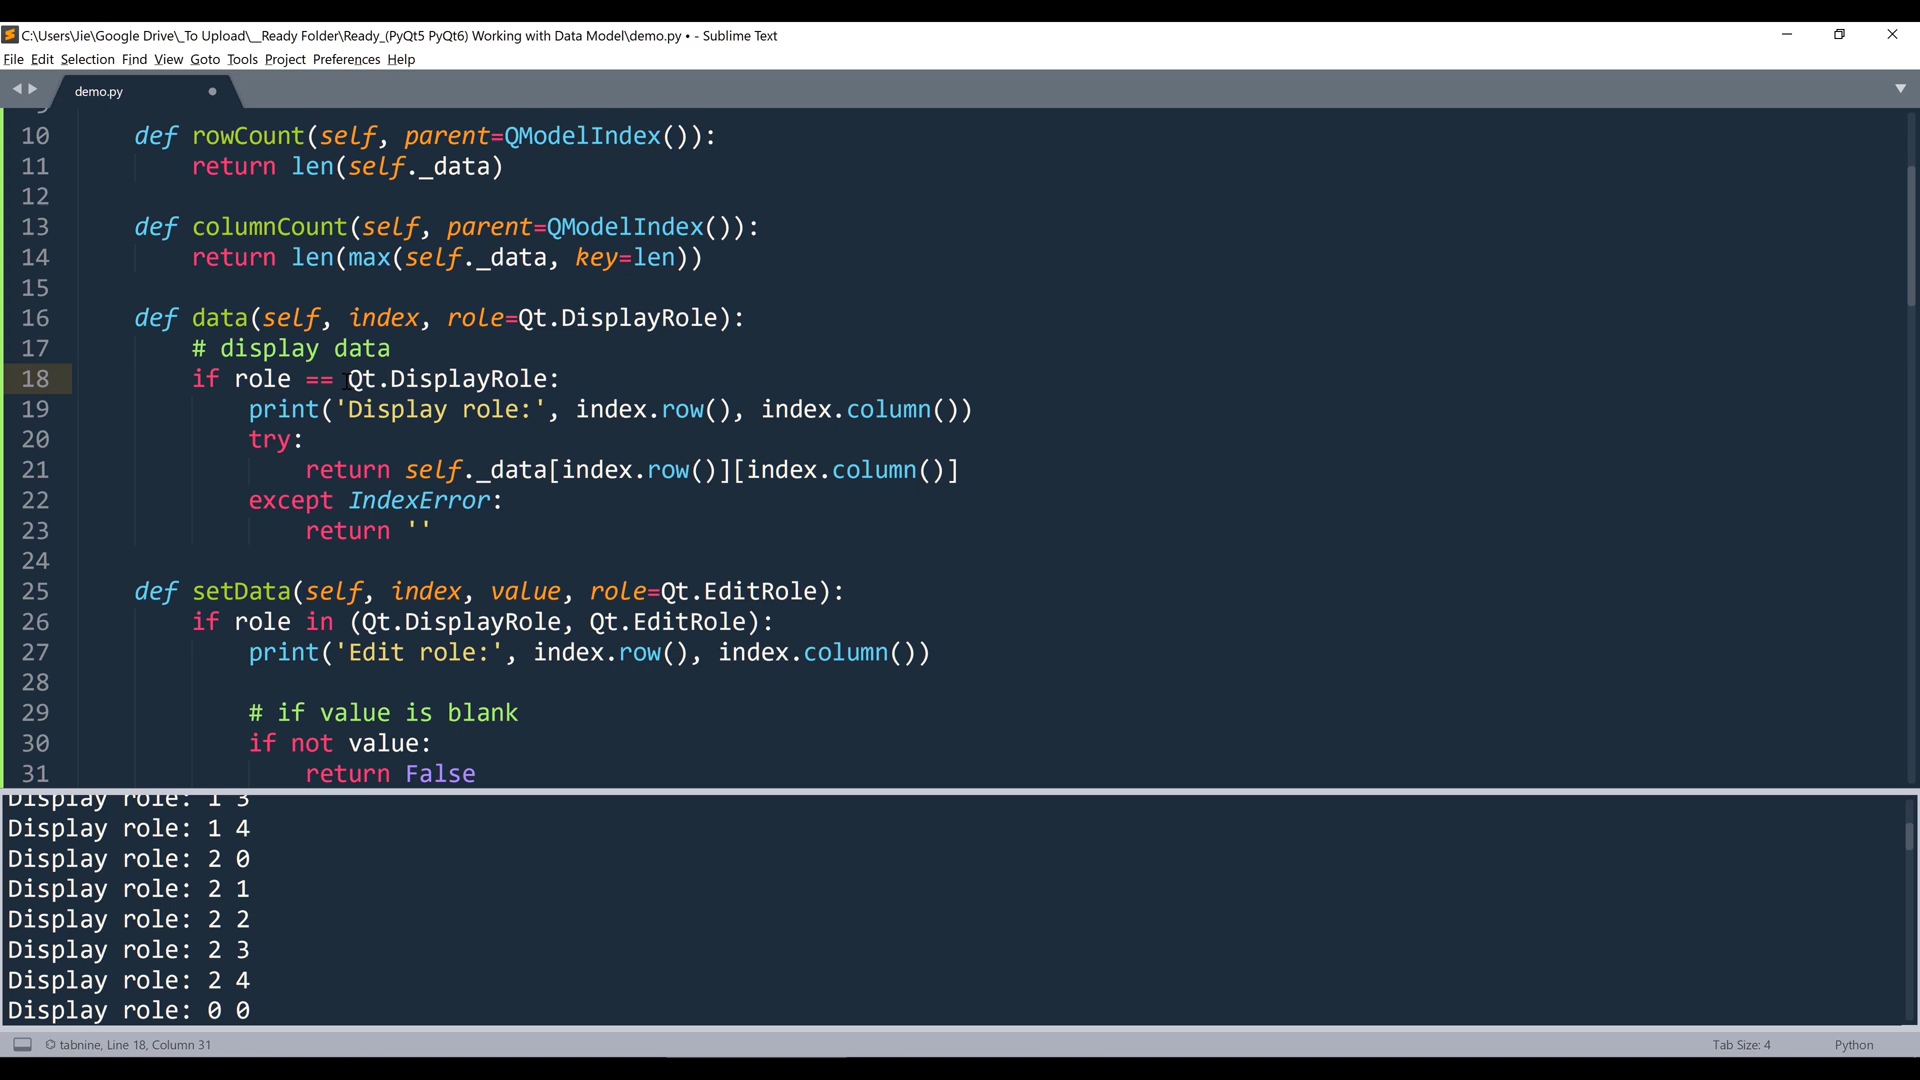 C:\Users\Jie\Google Drive\_To Upload\__Ready Folder\Ready_(PyQt5 PyQt6) Working with Data Model\demo.py • - Sublime Text
File Edit Selection Find View Goto Tools Project Preferences Help
demo.py
9
10 def rowCount(self, parent=QModelIndex()):
11 return len(self._data)
12
13 def columnCount(self, parent=QModelIndex()):
14 return len(max(self._data, key=len))
15
16 def data(self, index, role=Qt.DisplayRole):
17 # display data
18 if role == Qt.DisplayRole:
19 print('Display role:', index.row(), index.column())
20 try:
21 return self._data[index.row()][index.column()]
22 except IndexError:
23 return ''
24
25 def setData(self, index, value, role=Qt.EditRole):
26 if role in (Qt.DisplayRole, Qt.EditRole):
27 print('Edit role:', index.row(), index.column())
28
29 # if value is blank
30 if not value:
31 return False
Display role: 1 3
Display role: 1 4
Display role: 2 0
Display role: 2 1
Display role: 2 2
Display role: 2 3
Display role: 2 4
Display role: 0 0
tabnine, Line 18, Column 31 Tab Size: 4 Python